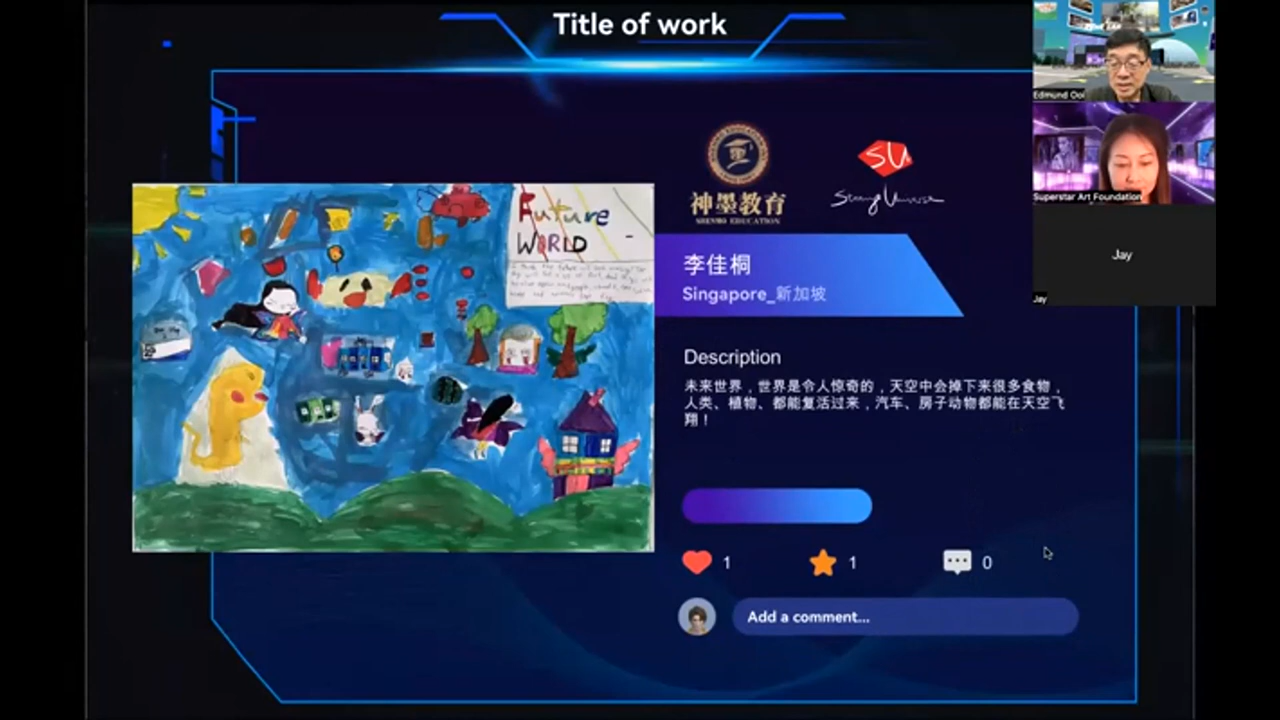 Title of work
Edmund Ooi
Superstar Art Foundation
Jay
Jay
SU
神墨教育
SHENMO EDUCATION
Future
WORLD
李佳桐
Singapore_新加坡
Description
未来世界，世界是令人惊奇的，天空中会掉下来很多食物，
人类、植物、都能复活过来，汽车、房子动物都能在天空飞
翔！
1
1
0
Add a comment...